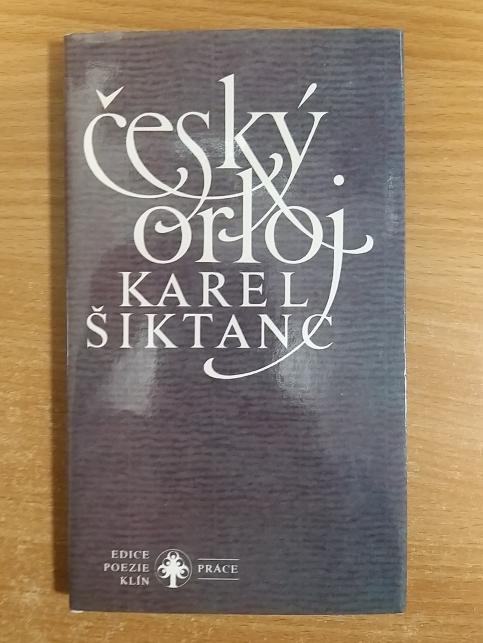 český
orloj
KAREL
ŠIKTANC
EDICE
POEZIE
KLÍN
PRÁCE